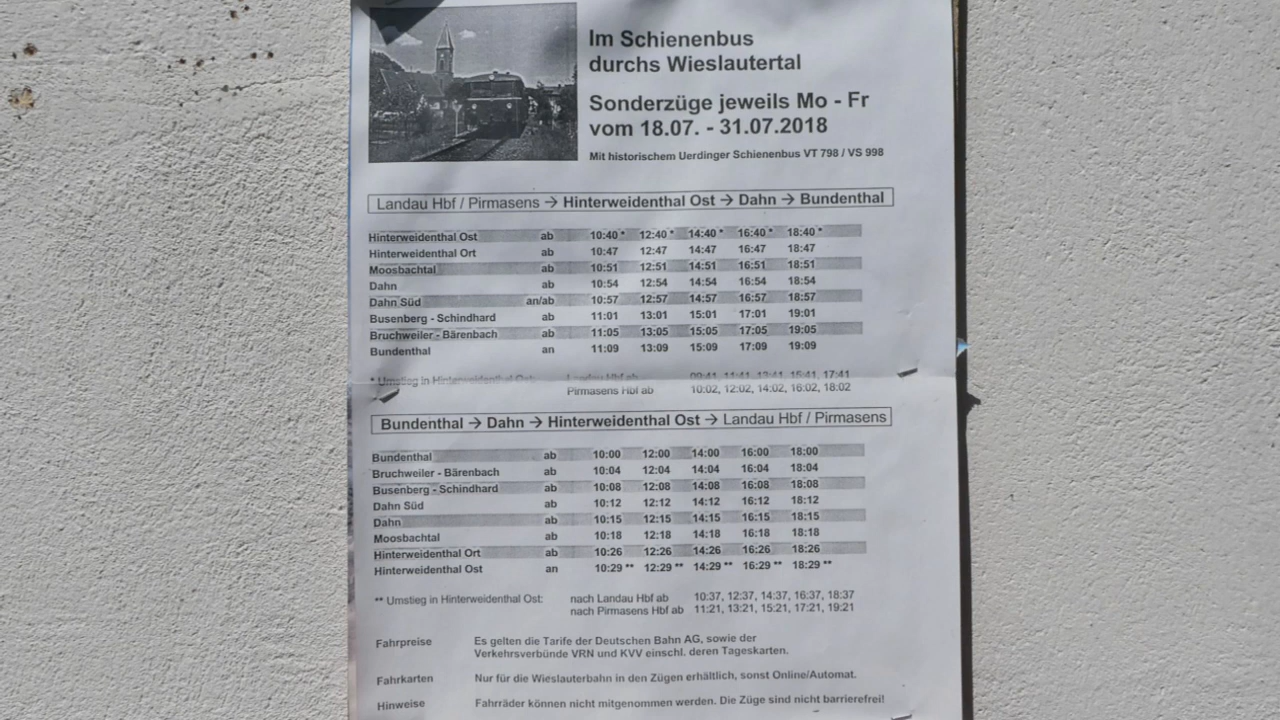 Im Schienenbus
durchs Wieslautertal
Sonderzüge jeweils Mo - Fr
vom 18.07. - 31.07.2018
Mit historischem Uerdinger Schienenbus VT 798 / VS 998
Landau Hbf / Pirmasens → Hinterweidenthal Ost → Dahn → Bundenthal
Hinterweidenthal Ost ab 10:40 * 12:40 * 14:40 * 16:40 * 18:40 *
Hinterweidenthal Ort ab 10:47 12:47 14:47 16:47 18:47
Moosbachtal ab 10:51 12:51 14:51 16:51 18:51
Dahn ab 10:54 12:54 14:54 16:54 18:54
Dahn Süd an/ab 10:57 12:57 14:57 16:57 18:57
Busenberg - Schindhard ab 11:01 13:01 15:01 17:01 19:01
Bruchweiler - Bärenbach ab 11:05 13:05 15:05 17:05 19:05
Bundenthal an 11:09 13:09 15:09 17:09 19:09
* Umstieg in Hinterweidenthal Ost: Landau Hbf ab 09:41, 11:41, 13:41, 15:41, 17:41
Pirmasens Hbf ab 10:02, 12:02, 14:02, 16:02, 18:02
Bundenthal → Dahn → Hinterweidenthal Ost → Landau Hbf / Pirmasens
Bundenthal ab 10:00 12:00 14:00 16:00 18:00
Bruchweiler - Bärenbach ab 10:04 12:04 14:04 16:04 18:04
Busenberg - Schindhard ab 10:08 12:08 14:08 16:08 18:08
Dahn Süd ab 10:12 12:12 14:12 16:12 18:12
Dahn ab 10:15 12:15 14:15 16:15 18:15
Moosbachtal ab 10:18 12:18 14:18 16:18 18:18
Hinterweidenthal Ort ab 10:26 12:26 14:26 16:26 18:26
Hinterweidenthal Ost an 10:29 ** 12:29 ** 14:29 ** 16:29 ** 18:29 **
** Umstieg in Hinterweidenthal Ost: nach Landau Hbf ab 10:37, 12:37, 14:37, 16:37, 18:37
nach Pirmasens Hbf ab 11:21, 13:21, 15:21, 17:21, 19:21
Fahrpreise Es gelten die Tarife der Deutschen Bahn AG, sowie der
Verkehrsverbünde VRN und KVV einschl. deren Tageskarten.
Fahrkarten Nur für die Wieslauterbahn in den Zügen erhältlich, sonst Online/Automat.
Hinweise Fahrräder können nicht mitgenommen werden. Die Züge sind nicht barrierefrei!